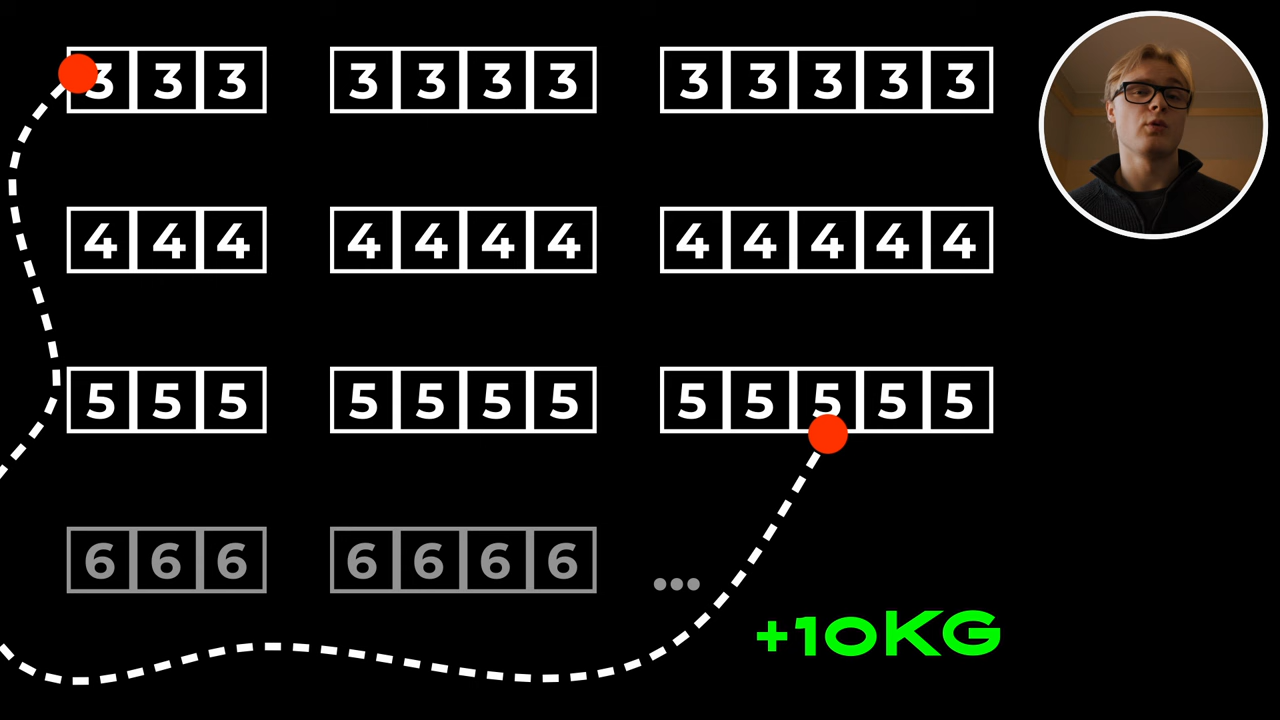 3 3 3 3 3 3 3 3 3 3 3 3
4 4 4 4 4 4 4 4 4 4 4 4
5 5 5 5 5 5 5 5 5 5 5 5
6 6 6 6 6 6 6 ...
+10KG